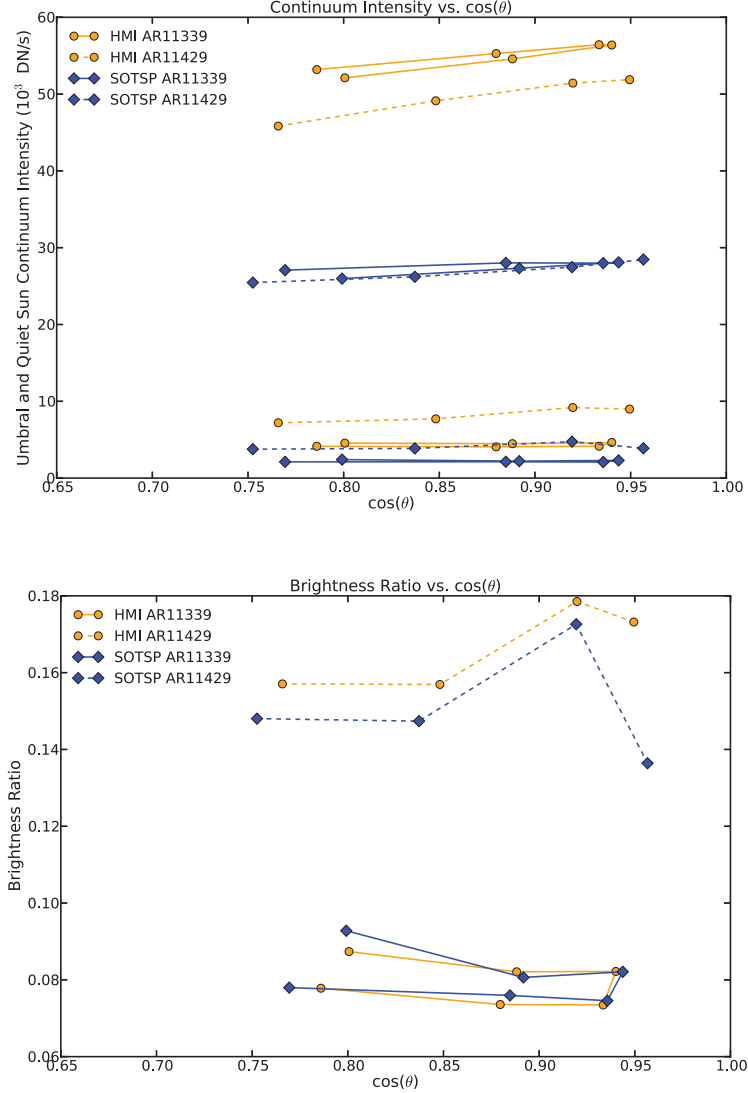 Continuum Intensity vs. cos(θ)
60
50
40
30
20
10
0
Umbral and Quiet Sun Continuum Intensity (10³ DN/s)
HMI AR11339
HMI AR11429
SOTSP AR11339
SOTSP AR11429
0.65 0.70 0.75 0.80 0.85 0.90 0.95 1.00
cos(θ)
Brightness Ratio vs. cos(θ)
0.18
0.16
0.14
0.12
0.10
0.08
0.06
Brightness Ratio
HMI AR11339
HMI AR11429
SOTSP AR11339
SOTSP AR11429
0.65 0.70 0.75 0.80 0.85 0.90 0.95 1.00
cos(θ)